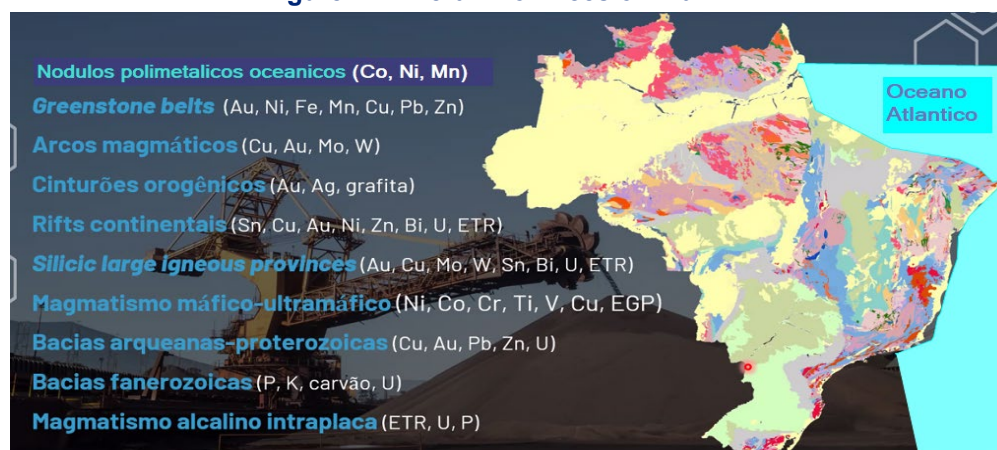 Nodulos polimetalicos oceanicos (Co, Ni, Mn)
Greenstone belts (Au, Ni, Fe, Mn, Cu, Pb, Zn)
Arcos magmáticos (Cu, Au, Mo, W)
Cinturões orogênicos (Au, Ag, grafita)
Rifts continentais (Sn, Cu, Au, Ni, Zn, Bi, U, ETR)
Silicic large igneous provinces (Au, Cu, Mo, W, Sn, Bi, U, ETR)
Magmatismo máfico-ultramáfico (Ni, Co, Cr, Ti, V, Cu, EGP)
Bacias arqueanas-proterozoicas (Cu, Au, Pb, Zn, U)
Bacias fanerozoicas (P, K, carvão, U)
Magmatismo alcalino intraplaca (ETR, U, P)
Oceano
Atlantico